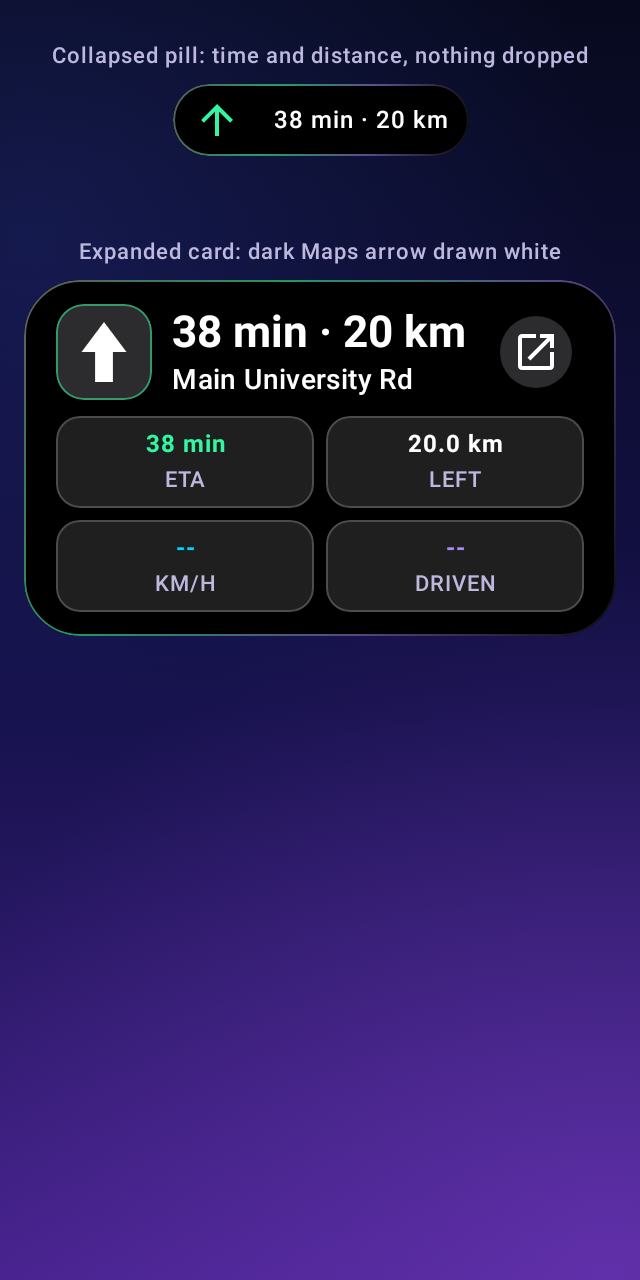 Collapsed pill: time and distance, nothing dropped
38 min · 20 km
Expanded card: dark Maps arrow drawn white
38 min · 20 km
Main University Rd
38 min
ETA
20.0 km
LEFT
--
KM/H
--
DRIVEN